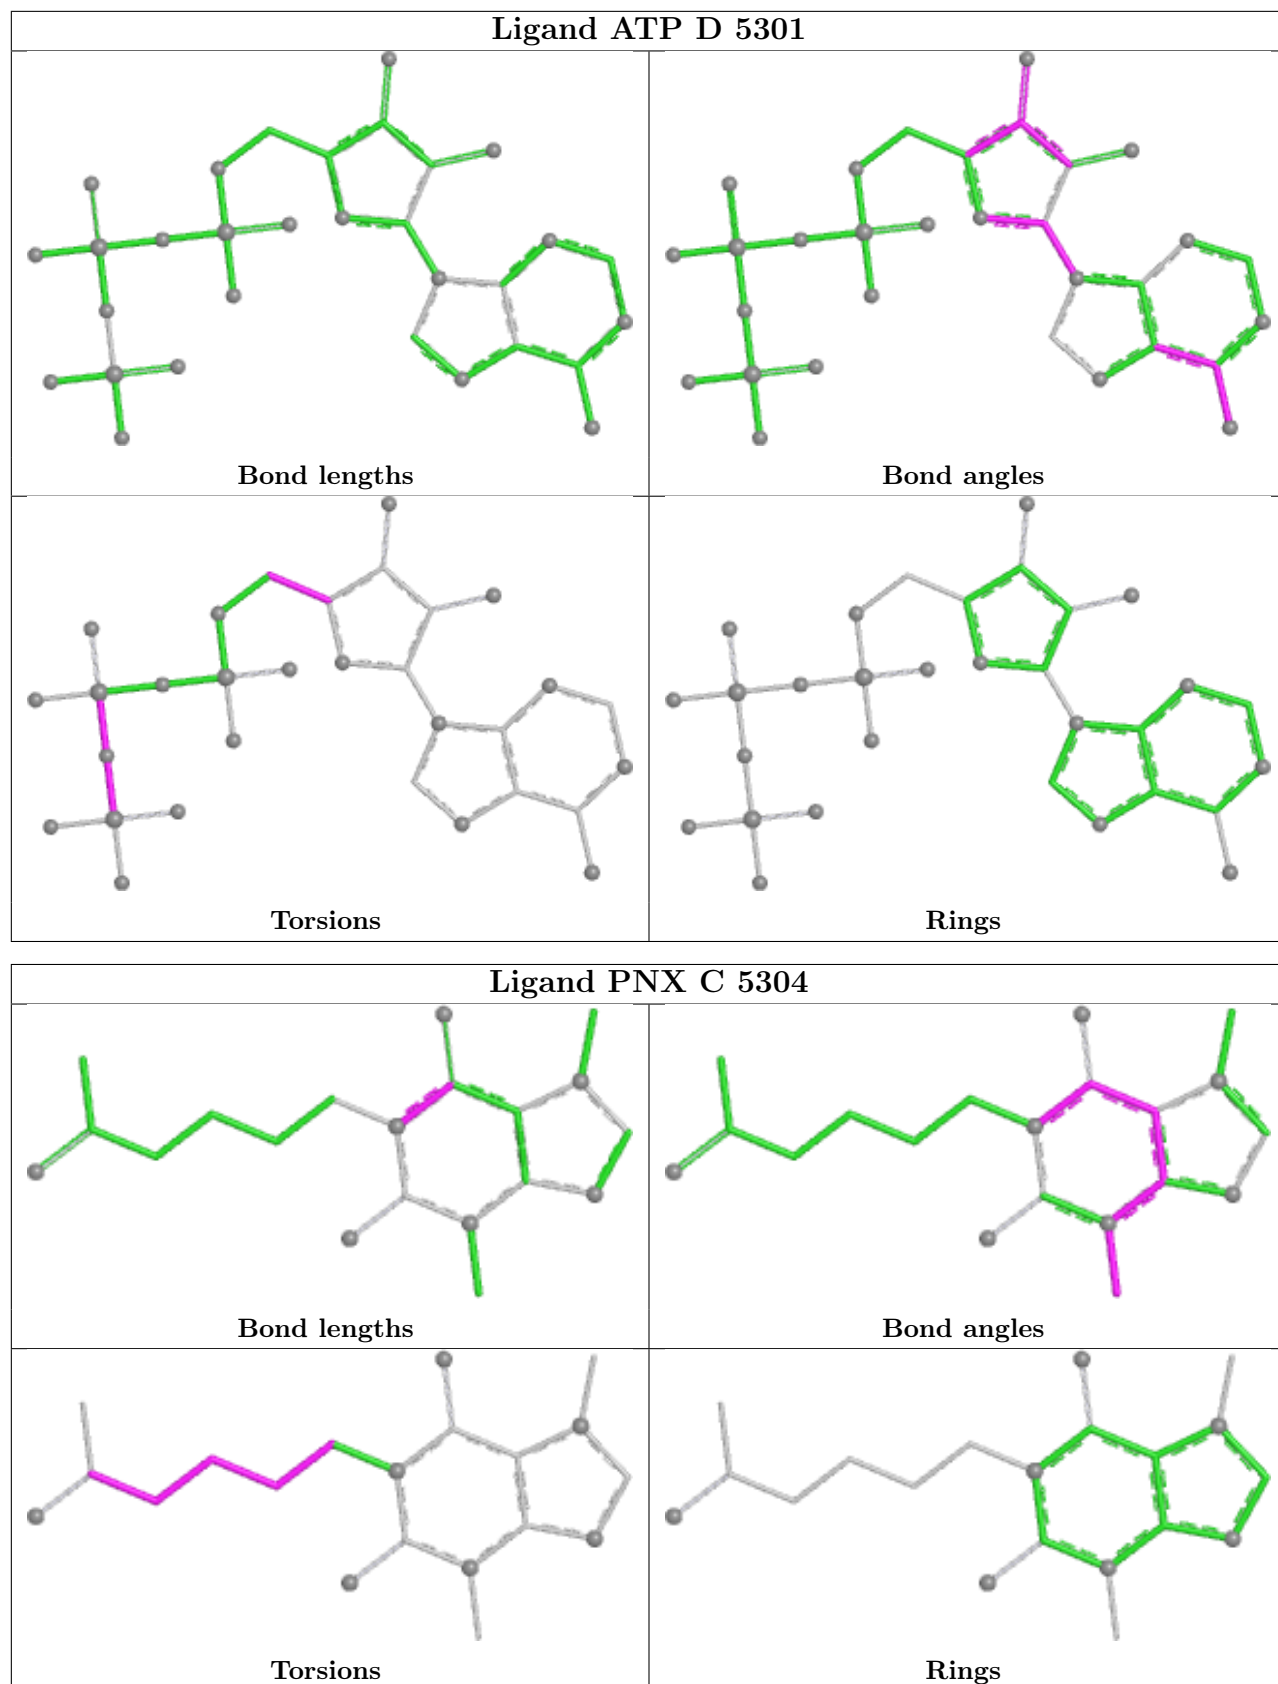 Ligand ATP D 5301
Bond lengths
Bond angles
Torsions
Rings
Ligand PNX C 5304
Bond lengths
Bond angles
Torsions
Rings